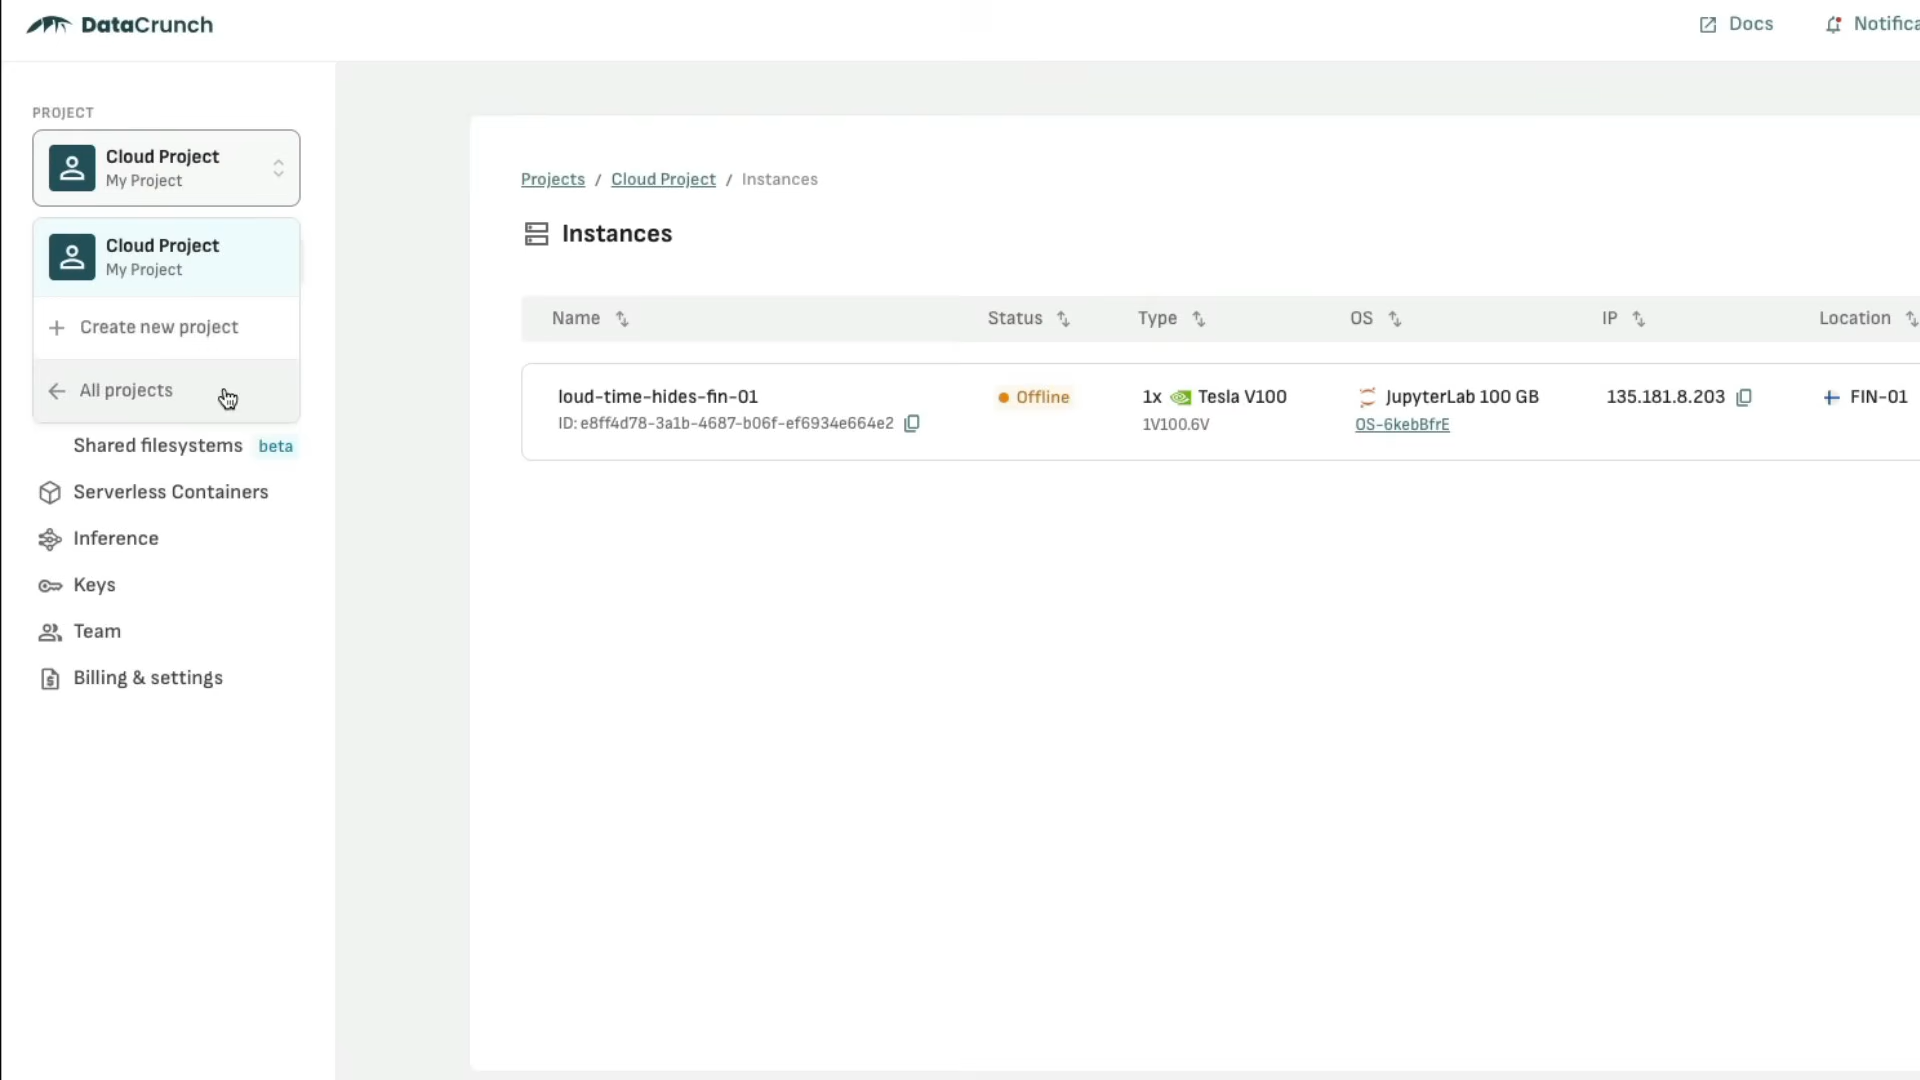 DataCrunch
Docs
Notifica
PROJECT
Cloud Project
My Project
Cloud Project
My Project
Create new project
All projects
Shared filesystems beta
Serverless Containers
Inference
Keys
Team
Billing & settings
Projects / Cloud Project / Instances
Instances
Name Status Type OS IP Location
loud-time-hides-fin-01 Offline 1x Tesla V100 JupyterLab 100 GB 135.181.8.203 FIN-01
ID: e8ff4d78-3a1b-4687-b06f-ef6934e664e2 1V100.6V OS-6kebBfrE